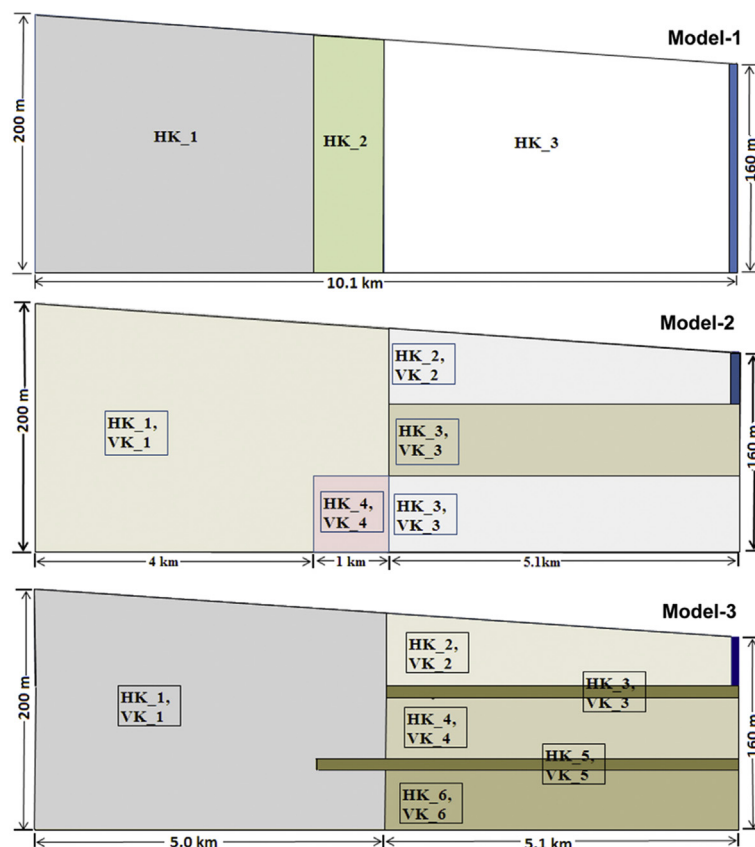 Model-1
200 m
HK_1
HK_2
HK_3
160 m
10.1 km
Model-2
200 m
HK_1,
VK_1
HK_2,
VK_2
HK_3,
VK_3
HK_4,
VK_4
HK_3,
VK_3
160 m
4 km
1 km
5.1km
Model-3
200 m
HK_1,
VK_1
HK_2,
VK_2
HK_3,
VK_3
HK_4,
VK_4
HK_5,
VK_5
HK_6,
VK_6
160 m
5.0 km
5.1 km